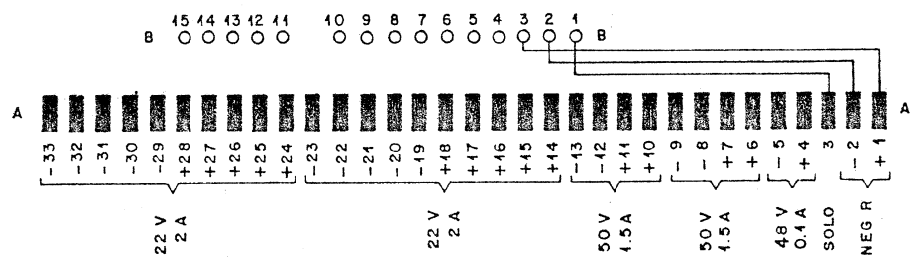 15 14 13 12 11 10 9 8 7 6 5 4 3 2 1
B B
A A
-33 -32 -31 -30 -29 +28 +27 +26 +25 +24 -23 -22 -21 -20 -19 +18 +17 +16 +15 +14 -13 -12 +11 +10 -9 -8 +7 +6 -5 +4 3 -2 +1
22 V
2 A
22 V
2 A
50 V
1.5 A
50 V
1.5 A
48 V
0.1 A
SOLO
NEG R